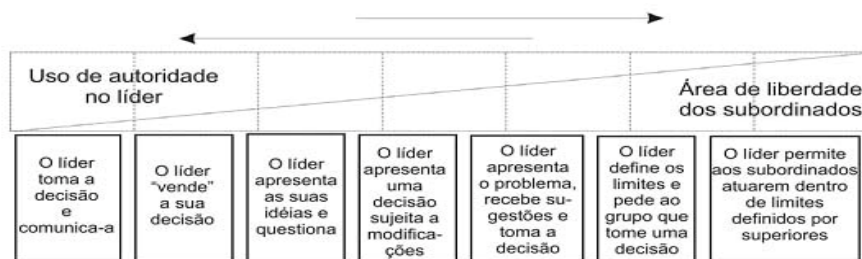 Uso de autoridade
no líder
Área de liberdade
dos subordinados
O líder
toma a
decisão
e
comunica-a
O líder
"vende"
a sua
decisão
O líder
apresenta
as suas
idéias e
questiona
O líder
apresenta
uma
decisão
sujeita a
modifica-
ções
O líder
apresenta
o problema,
recebe su-
gestões e
toma a
decisão
O líder
define os
limites e
pede ao
grupo que
tome uma
decisão
O líder permite
aos subordinados
atuarem dentro
de limites
definidos por
superiores